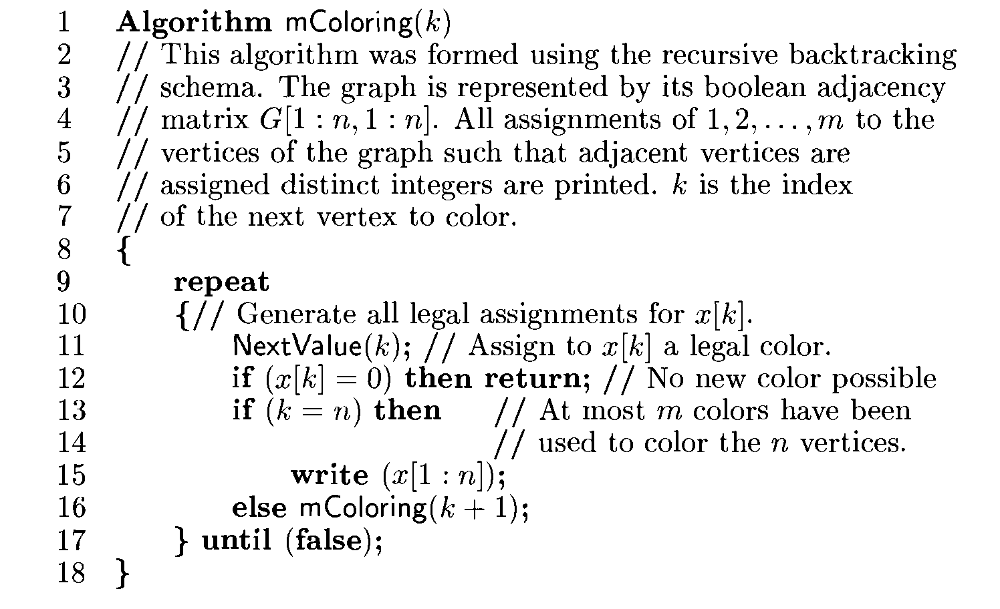 1 Algorithm mColoring(k)
2 // This algorithm was formed using the recursive backtracking
3 // schema. The graph is represented by its boolean adjacency
4 // matrix G[1 : n, 1 : n]. All assignments of 1, 2, . . . , m to the
5 // vertices of the graph such that adjacent vertices are
6 // assigned distinct integers are printed. k is the index
7 // of the next vertex to color.
8 {
9 repeat
10 {// Generate all legal assignments for x[k].
11 NextValue(k); // Assign to x[k] a legal color.
12 if (x[k] = 0) then return; // No new color possible
13 if (k = n) then // At most m colors have been
14 // used to color the n vertices.
15 write (x[1 : n]);
16 else mColoring(k + 1);
17 } until (false);
18 }